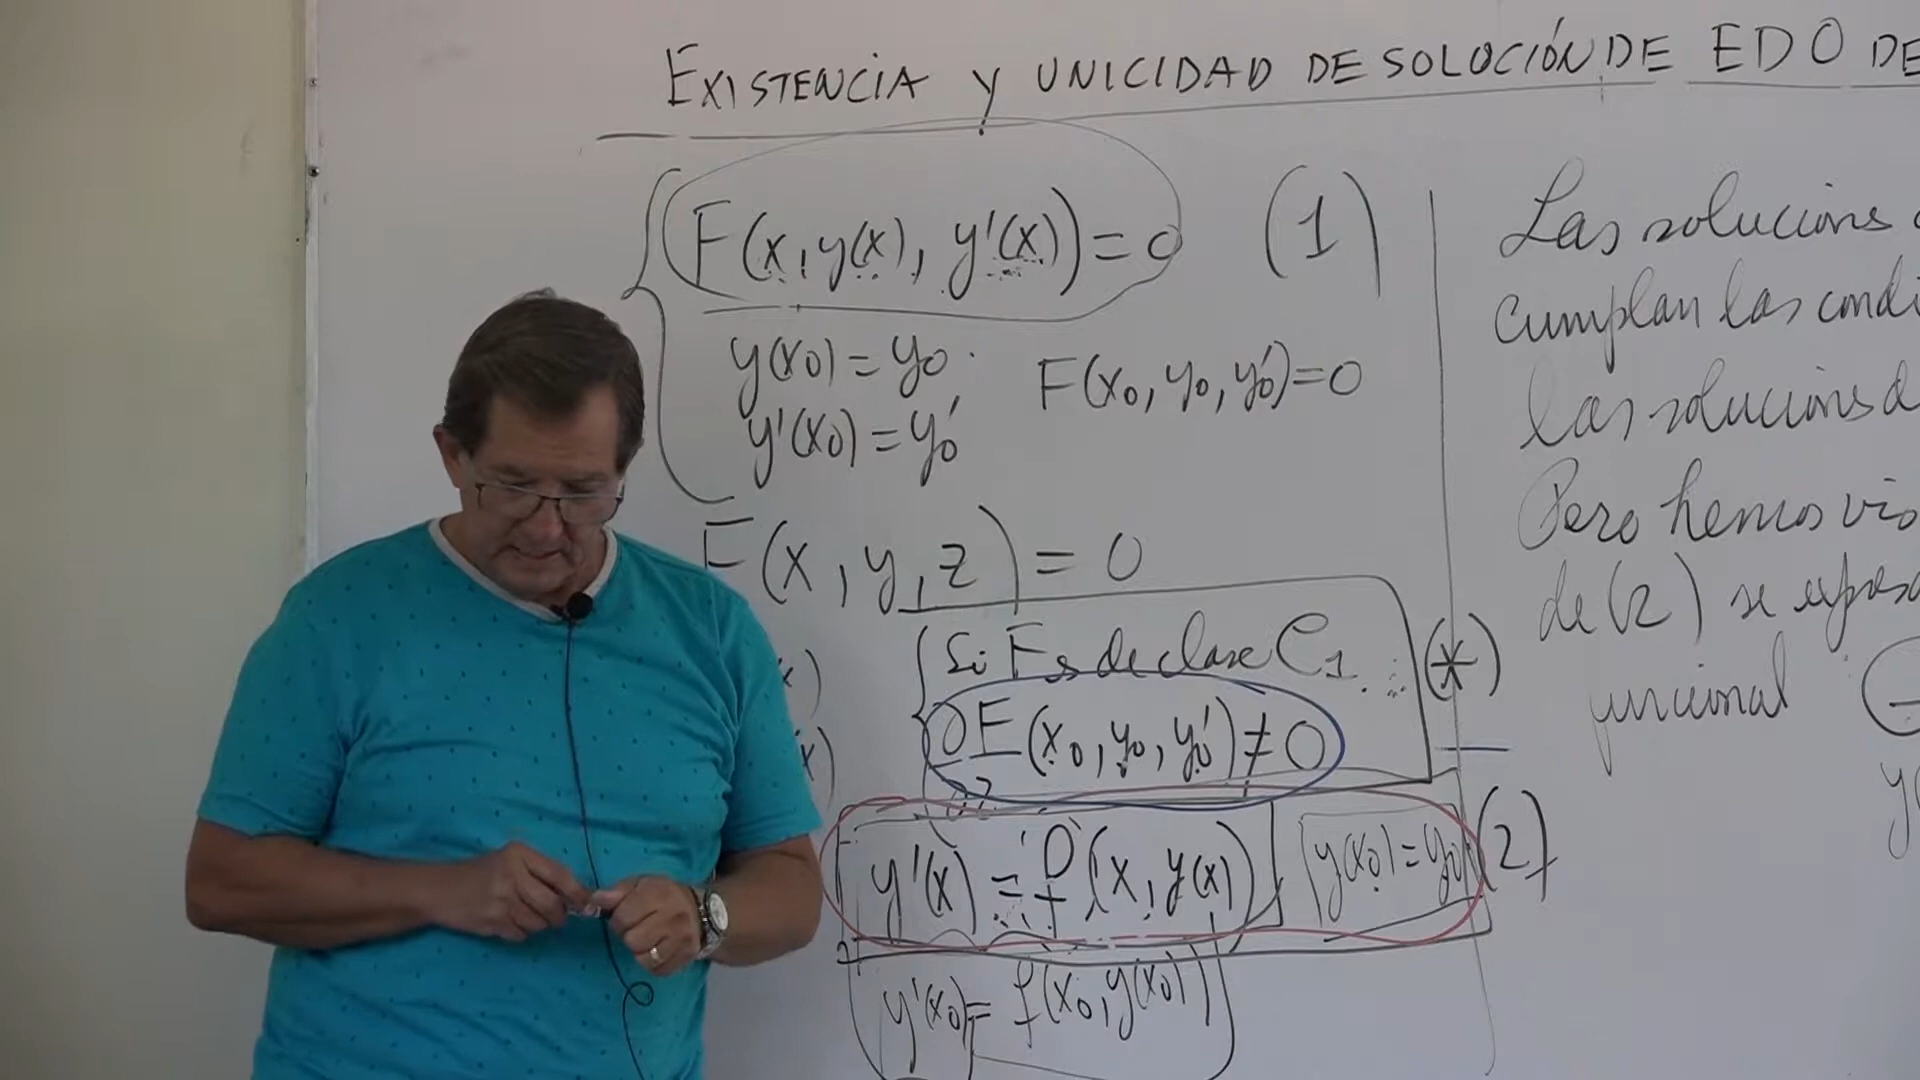 EXISTENCIA Y UNICIDAD DE SOLUCIÓN DE EDO DE
F(x, y(x), y'(x)) = 0 (1)
y(x0) = y0
F(x0, y0, y0') = 0
y'(x0) = y0'
F(x, y, z) = 0
Si F es de clase C1
(*)
∂F (x0, y0, y0') ≠ 0
y'(x) = f(x, y(x)) y(x0) = y0 (2)
y'(x0) = f(x0, y(x0))
Las solucions
cumplan las condi
las solucions d
Pero hemos vis
de (2) se
funcional